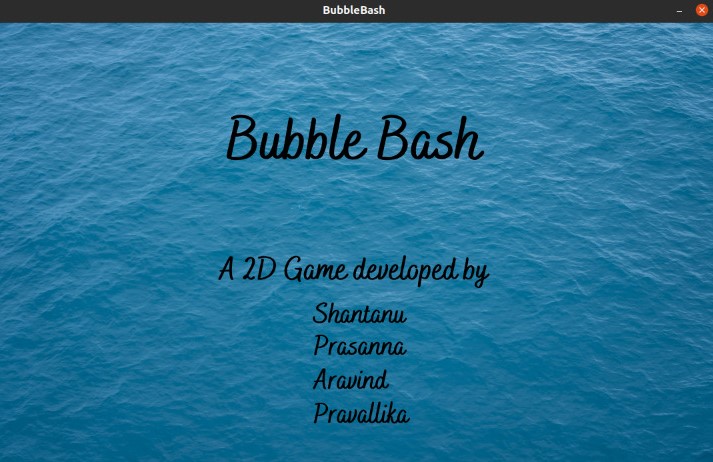 BubbleBash
Bubble Bash
A 2D Game developed by
Shantanu
Prasanna
Aravind
Pravallika